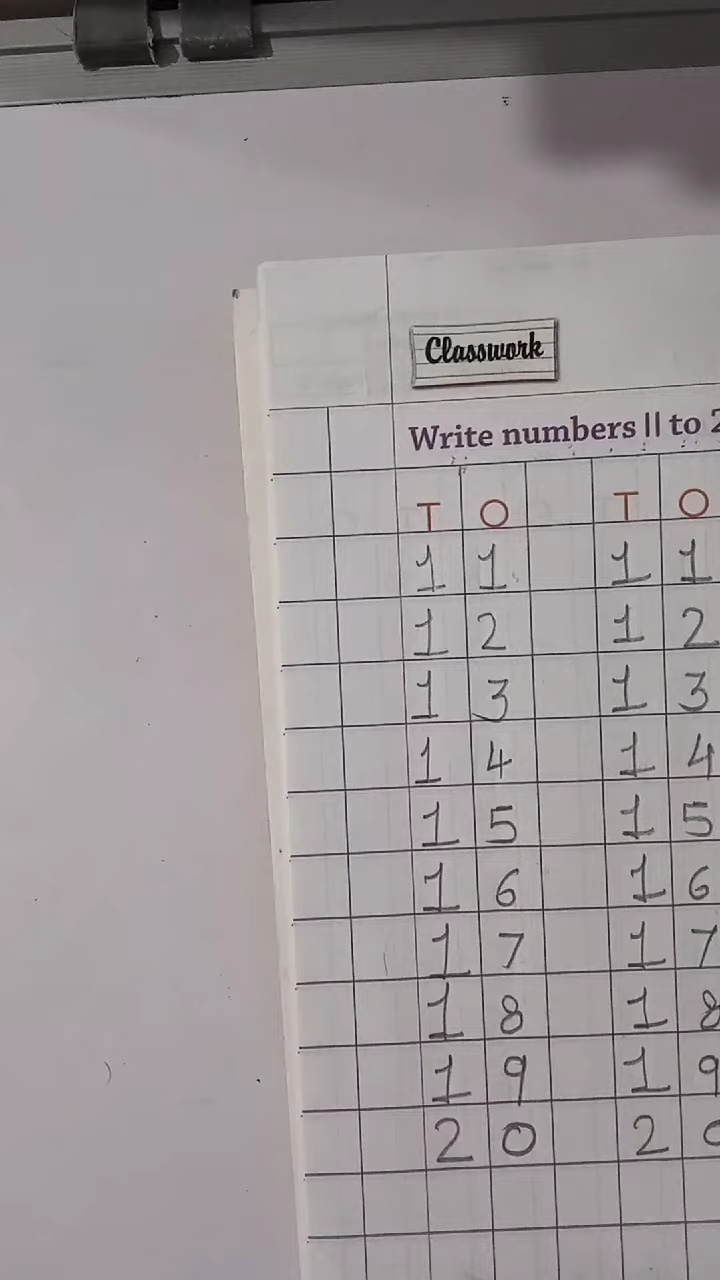 Classwork
Write numbers 11 to 2
T O T O
1 1 1 1
1 2 1 2
1 3 1 3
1 4 1 4
1 5 1 5
1 6 1 6
1 7 1 7
1 8 1 8
1 9 1 9
2 0 2 0